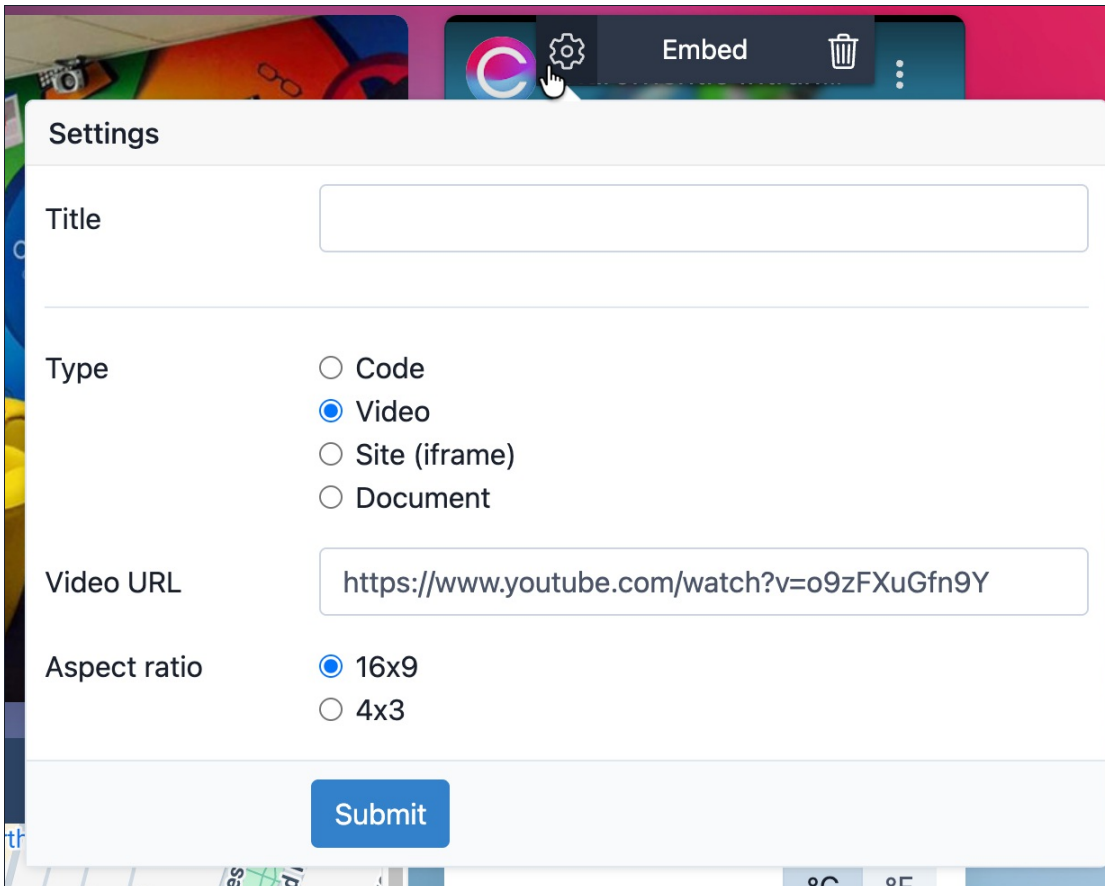 Embed
Settings
Title
Type
Code
Video
Site (iframe)
Document
Video URL
https://www.youtube.com/watch?v=o9zFXuGfn9Y
Aspect ratio
16x9
4x3
Submit
°C °F